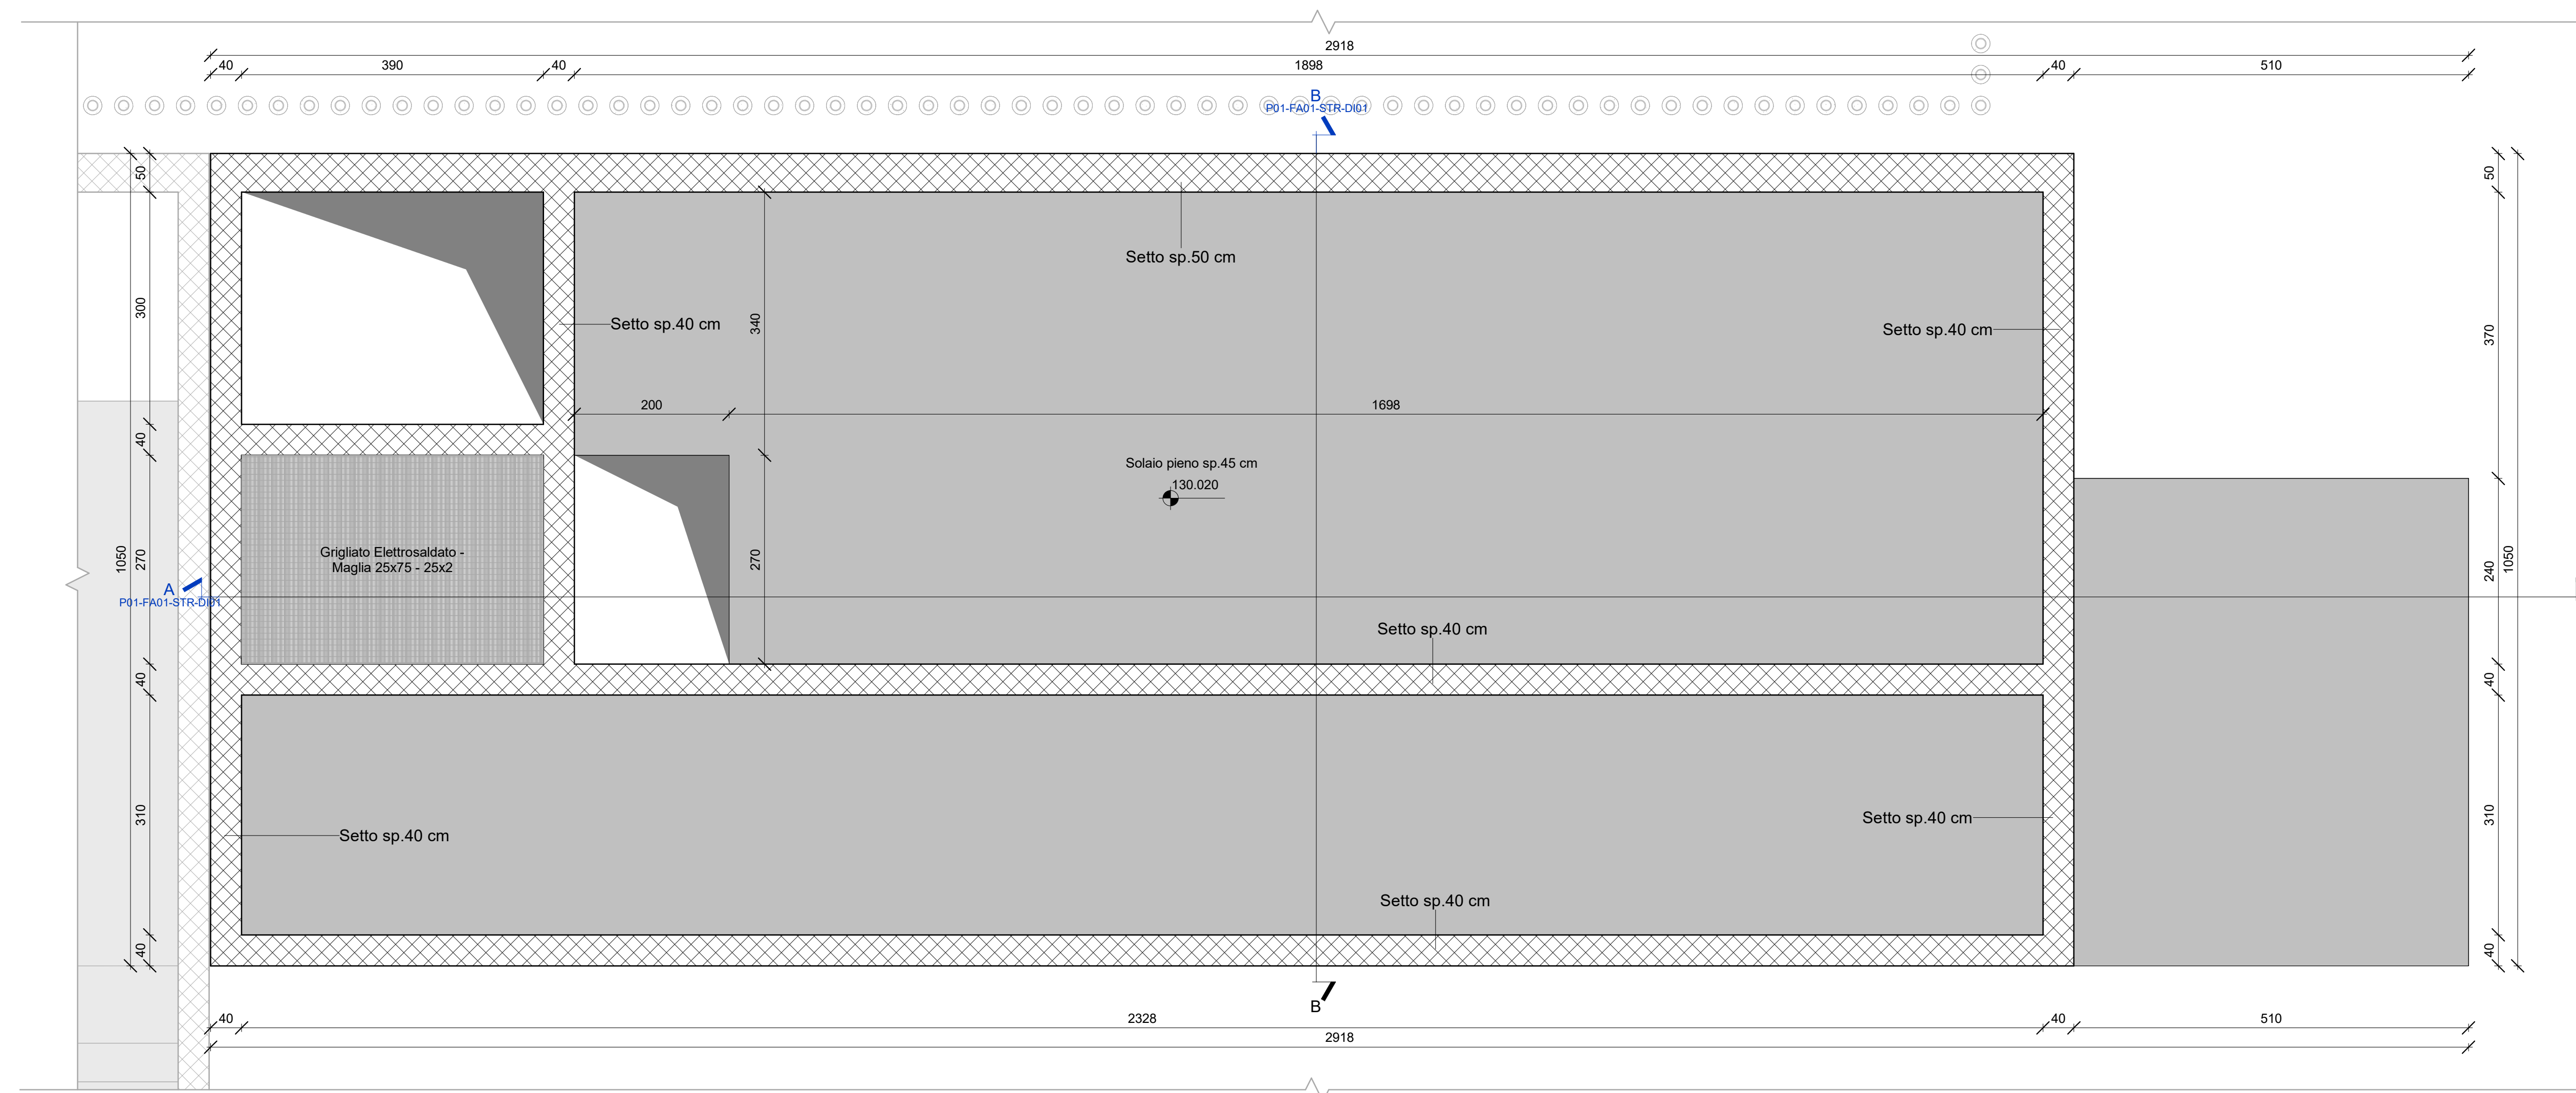 2918
40
390
40
1898
40
510
B
P01-FA01-STR-DI01
50
300
40
270
40
310
40
1050
Setto sp.50 cm
Setto sp.40 cm
340
Setto sp.40 cm
200
1698
Solaio pieno sp.45 cm
130.020
Grigliato Elettrosaldato -
Maglia 25x75 - 25x2
270
A
P01-FA01-STR-DI01
Setto sp.40 cm
Setto sp.40 cm
Setto sp.40 cm
Setto sp.40 cm
50
370
240
40
310
40
1050
B
40
2328
40
510
2918